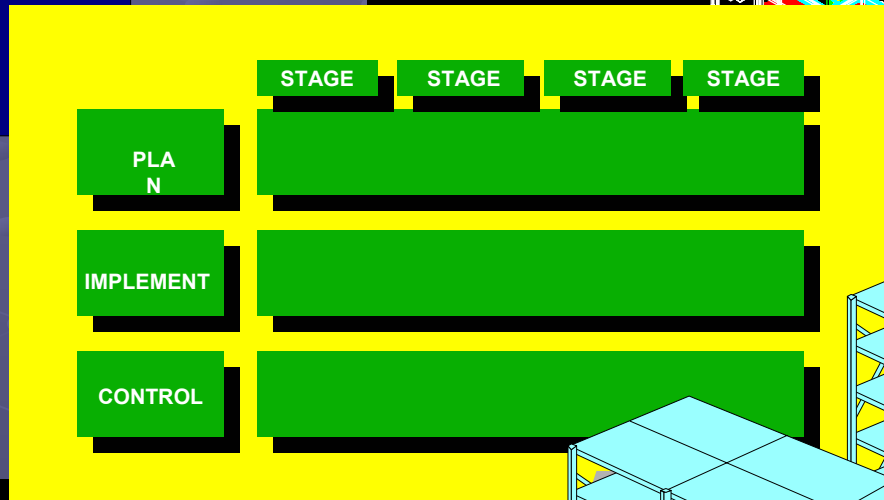 STAGE STAGE STAGE STAGE
PLA
N
IMPLEMENT
CONTROL